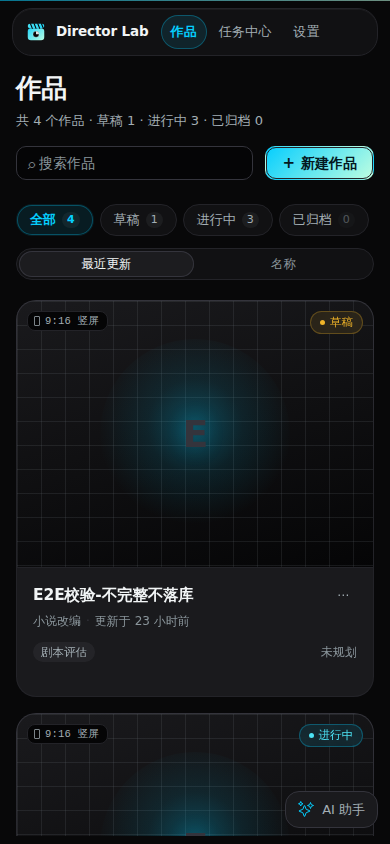 Director Lab 作品 任务中心 设置
作品
共 4 个作品 · 草稿 1 · 进行中 3 · 已归档 0
搜索作品 + 新建作品
全部 4 草稿 1 进行中 3 已归档 0
最近更新 名称
9:16 竖屏 草稿
E
E2E校验-不完整不落库 ...
小说改编 · 更新于 23 小时前
剧本评估 未规划
9:16 竖屏 进行中
AI 助手